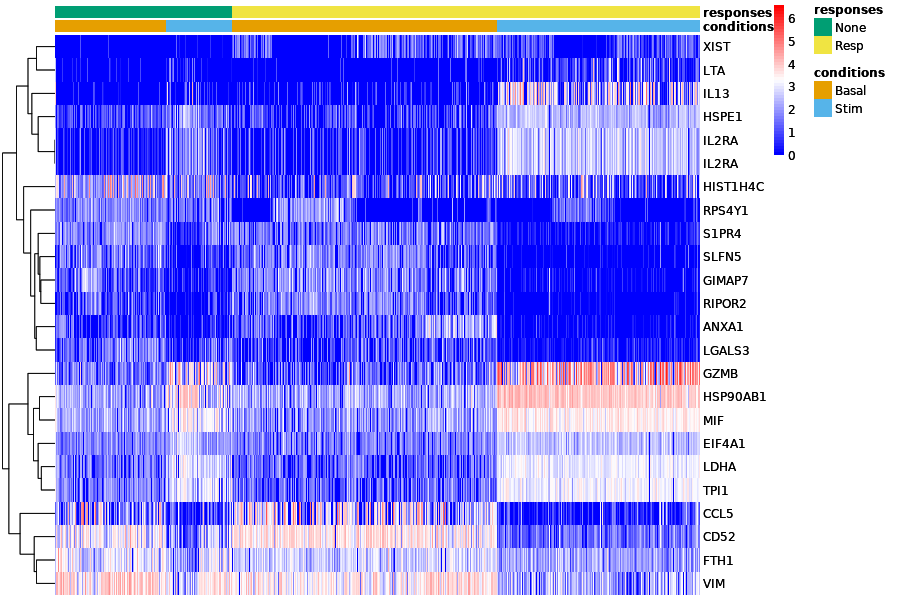 responses
conditions
XIST
LTA
IL13
HSPE1
IL2RA
IL2RA
HIST1H4C
RPS4Y1
S1PR4
SLFN5
GIMAP7
RIPOR2
ANXA1
LGALS3
GZMB
HSP90AB1
MIF
EIF4A1
LDHA
TPI1
CCL5
CD52
FTH1
VIM
6
5
4
3
2
1
0
responses
None
Resp
conditions
Basal
Stim